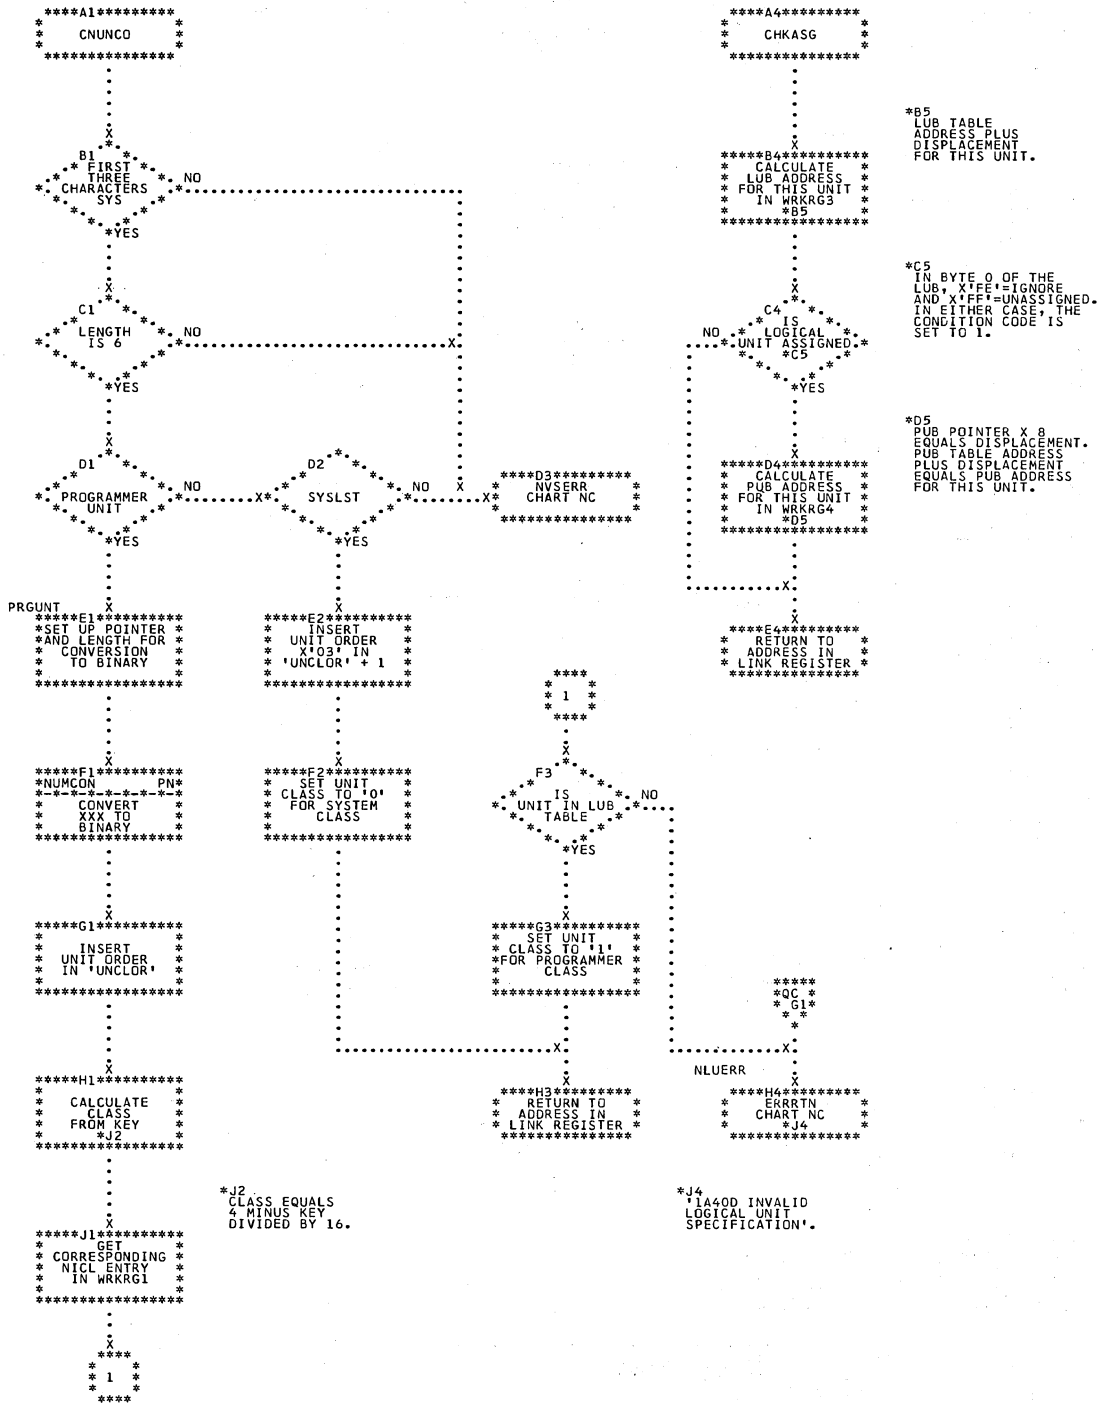 A1
CNUNCO
B1
FIRST
THREE
CHARACTERS
SYS
NO
YES
C1
LENGTH
IS 6
NO
YES
D1
PROGRAMMER
UNIT
NO
YES
D2
SYSLST
NO
YES
D3
NVSERR
CHART NC
PRGUNT
E1
SET UP POINTER
AND LENGTH FOR
CONVERSION
TO BINARY
E2
INSERT
UNIT ORDER
X'03' IN
'UNCLOR' + 1
F1
NUMCON PN
CONVERT
XXX TO
BINARY
F2
SET UNIT
CLASS TO '0'
FOR SYSTEM
CLASS
1
F3
IS
UNIT IN LUB
TABLE
NO
YES
G1
INSERT
UNIT ORDER
IN 'UNCLOR'
G3
SET UNIT
CLASS TO '1'
FOR PROGRAMMER
CLASS
H1
CALCULATE
CLASS
FROM KEY
*J2
H3
RETURN TO
ADDRESS IN
LINK REGISTER
QC
G1
NLUERR
H4
ERRRTN
CHART NC
*J4
*J2
CLASS EQUALS
4 MINUS KEY
DIVIDED BY 16.
*J4
'1A40D INVALID
LOGICAL UNIT
SPECIFICATION'.
J1
GET
CORRESPONDING
NICL ENTRY
IN WRKRG1
1
A4
CHKASG
B4
CALCULATE
LUB ADDRESS
FOR THIS UNIT
IN WRKRG3
*B5
*B5
LUB TABLE
ADDRESS PLUS
DISPLACEMENT
FOR THIS UNIT.
C4
IS
LOGICAL
UNIT ASSIGNED
*C5
NO
YES
*C5
IN BYTE 0 OF THE
LUB, X'FE'=IGNORE
AND X'FF'=UNASSIGNED.
IN EITHER CASE, THE
CONDITION CODE IS
SET TO 1.
D4
CALCULATE
PUB ADDRESS
FOR THIS UNIT
IN WRKRG4
*D5
*D5
PUB POINTER X 8
EQUALS DISPLACEMENT.
PUB TABLE ADDRESS
PLUS DISPLACEMENT
EQUALS PUB ADDRESS
FOR THIS UNIT.
E4
RETURN TO
ADDRESS IN
LINK REGISTER